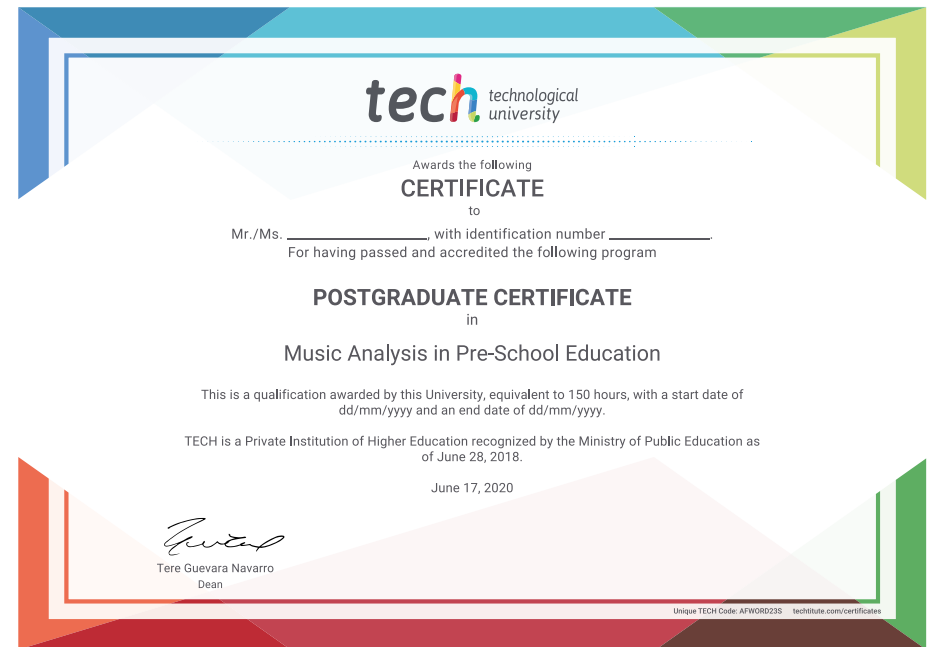 tech technological
university
Awards the following
CERTIFICATE
to
Mr./Ms. ____________________, with identification number ______________.
For having passed and accredited the following program
POSTGRADUATE CERTIFICATE
in
Music Analysis in Pre-School Education
This is a qualification awarded by this University, equivalent to 150 hours, with a start date of
dd/mm/yyyy and an end date of dd/mm/yyyy.
TECH is a Private Institution of Higher Education recognized by the Ministry of Public Education as
of June 28, 2018.
June 17, 2020
Tere Guevara Navarro
Dean
Unique TECH Code: AFWORD23S techtitute.com/certificates